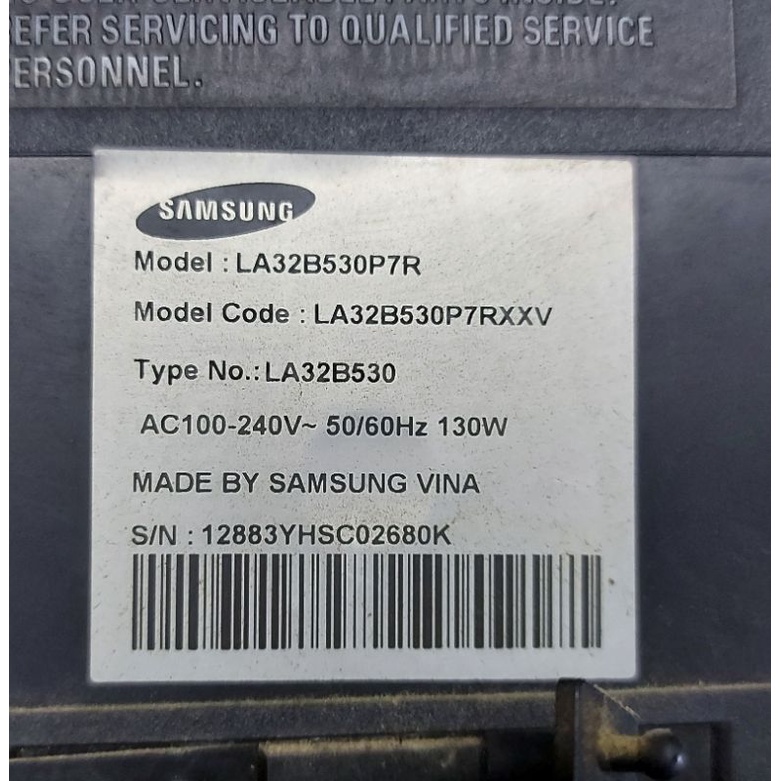 EFER SERVICING TO QUALIFIED SERVICE
ERSONNEL.
SAMSUNG
Model : LA32B530P7R
Model Code : LA32B530P7RXXV
Type No.:LA32B530
AC100-240V~ 50/60Hz 130W
MADE BY SAMSUNG VINA
S/N : 12883YHSC02680K